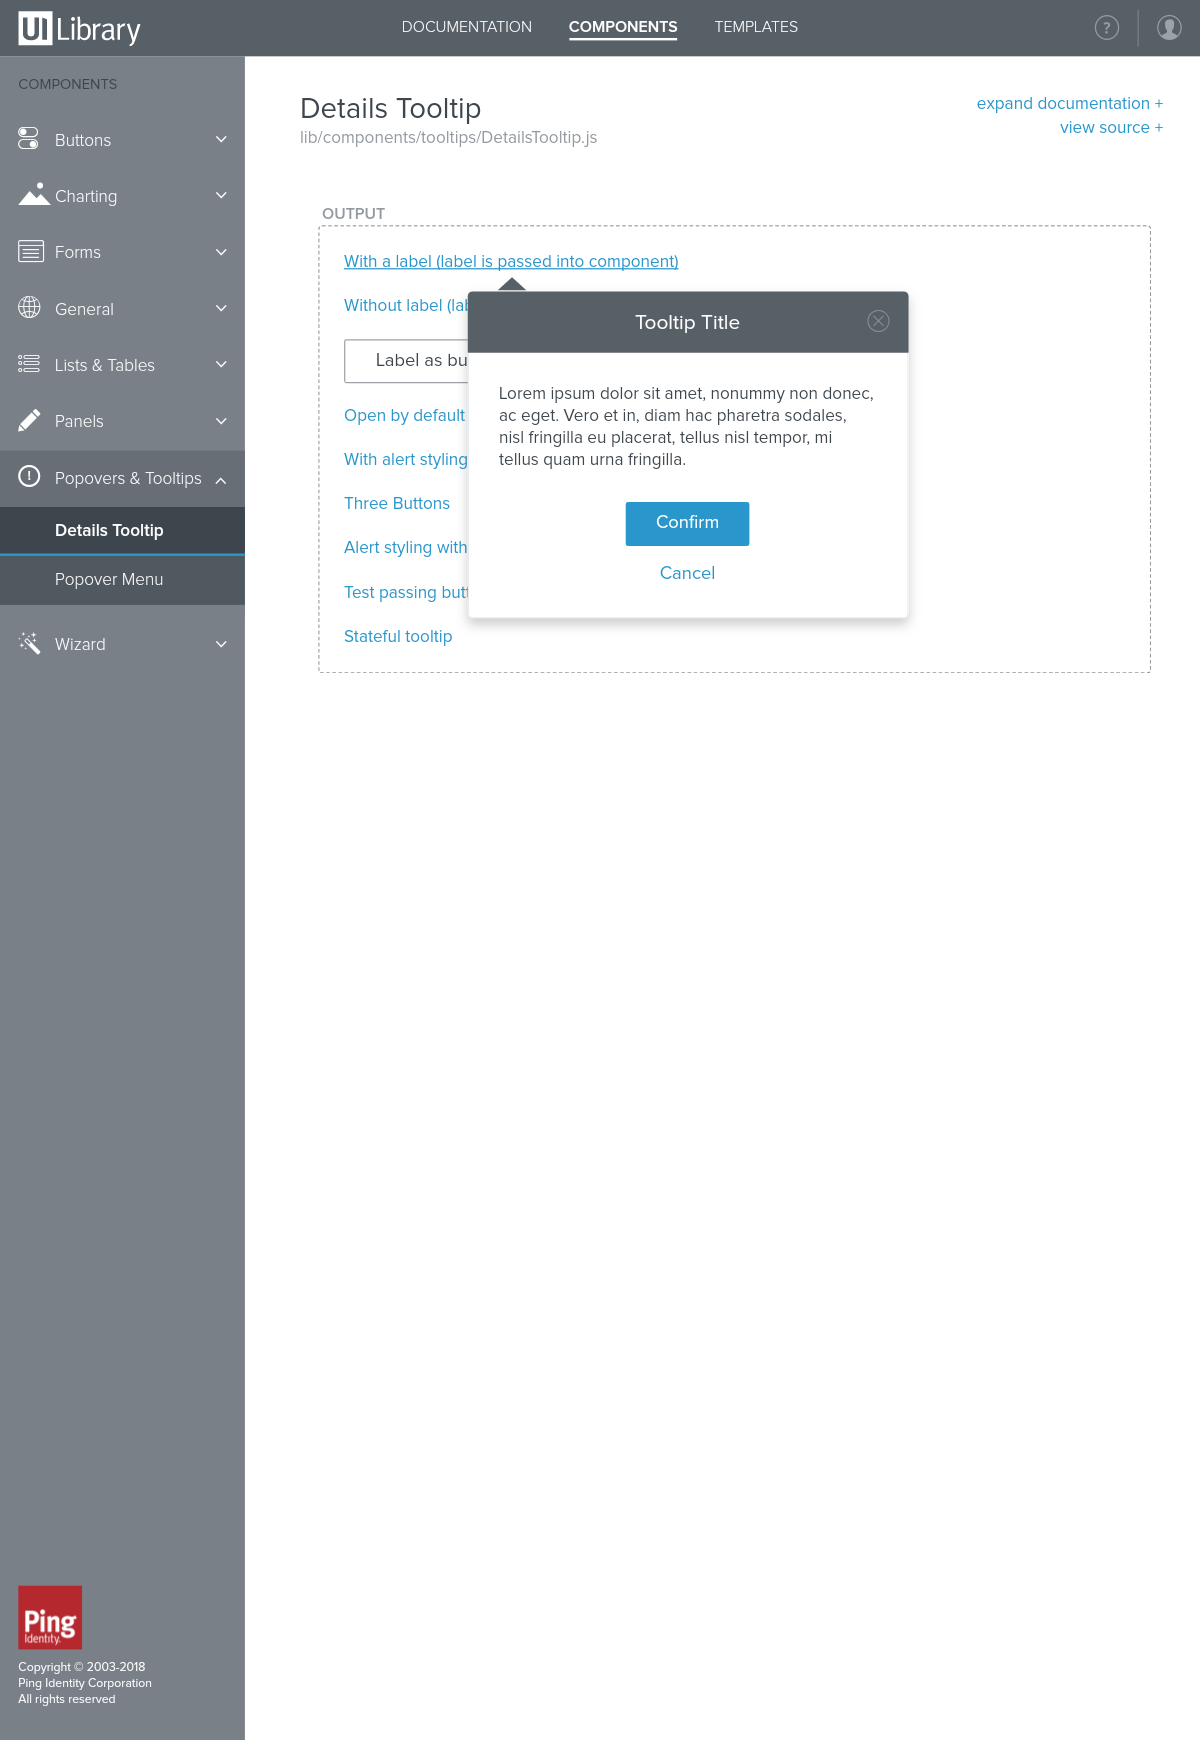 UI Library
DOCUMENTATION
COMPONENTS
TEMPLATES
?
COMPONENTS
Buttons
Charting
Forms
General
Lists & Tables
Panels
Popovers & Tooltips
Details Tooltip
Popover Menu
Wizard
Ping
Identity.
Copyright © 2003-2018
Ping Identity Corporation
All rights reserved
Details Tooltip
lib/components/tooltips/DetailsTooltip.js
expand documentation +
view source +
OUTPUT
With a label (label is passed into component)
Without label
Label as
Open by default
With alert styling
Three Buttons
Alert styling with
Test passing
Stateful tooltip
Tooltip Title
Lorem ipsum dolor sit amet, nonummy non donec,
ac eget. Vero et in, diam hac pharetra sodales,
nisl fringilla eu placerat, tellus nisl tempor, mi
tellus quam urna fringilla.
Confirm
Cancel